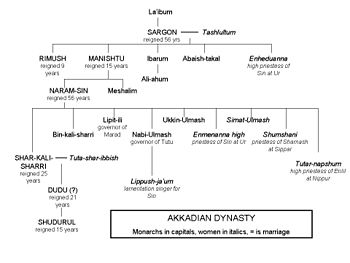 La'ibum
SARGON
reigned 56 yrs
Tashlultum
RIMUSH
reigned 9
years
MANISHTU
reigned 15 years
Ibarum
Abaish-takal
Enheduanna
high priestess of
Sin at Ur
Ali-ahum
NARAM-SIN
reigned 56 years
Meshalim
Bin-kali-sharri
Lipit-ili
governor of
Marad
Nabi-Ulmash
governor of Tutu
Ukkin-Ulmash
Enmenanna high
priestess of Sin at Ur
Simat-Ulmash
Shumshani
priestess of Shamash
at Sippar
Tutar-napshum
high priestess of Enlil
at Nippur
Lippush-ja'um
lamentation singer for
Sin
SHAR-KALI-
SHARRI
reigned 25
years
Tuta-shar-libbish
DUDU (?)
reigned 21
years
SHUDURUL
reigned 15 years
AKKADIAN DYNASTY
Monarchs in capitals, women in italics, = is marriage